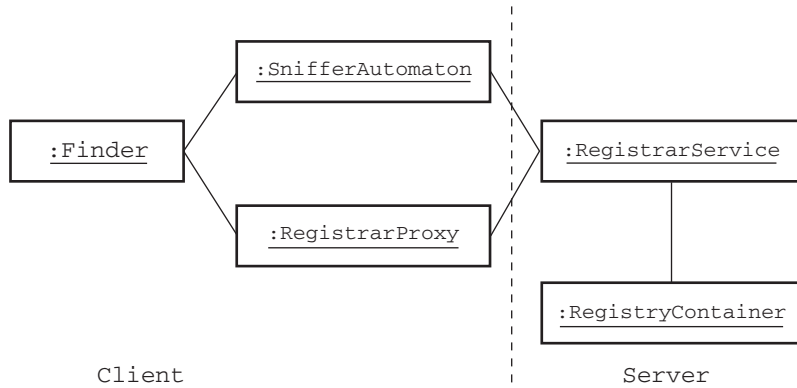 :SnifferAutomaton
:Finder
:RegistrarService
:RegistrarProxy
:RegistryContainer
Client
Server